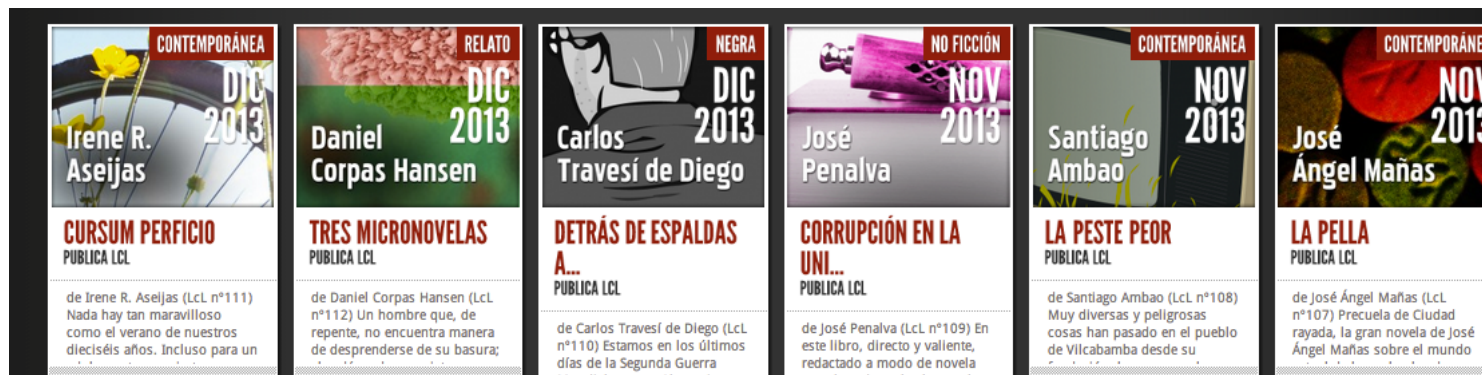 CONTEMPORÁNEA
DIC
2013
Irene R.
Aseijas
CURSUM PERFICIO
PUBLICA LCL
de Irene R. Aseijas (LcL nº111)
Nada hay tan maravilloso
como el verano de nuestros
dieciséis años. Incluso para un
RELATO
DIC
2013
Daniel
Corpas Hansen
TRES MICRONOVELAS
PUBLICA LCL
de Daniel Corpas Hansen (LcL
nº112) Un hombre que, de
repente, no encuentra manera
de desprenderse de su basura;
NEGRA
DIC
2013
Carlos
Travesí de Diego
DETRÁS DE ESPALDAS
A...
PUBLICA LCL
de Carlos Travesí de Diego (LcL
nº110) Estamos en los últimos
días de la Segunda Guerra
NO FICCIÓN
NOV
2013
José
Penalva
CORRUPCIÓN EN LA
UNI...
PUBLICA LCL
de José Penalva (LcL nº109) En
este libro, directo y valiente,
redactado a modo de novela
CONTEMPORÁNEA
NOV
2013
Santiago
Ambao
LA PESTE PEOR
PUBLICA LCL
de Santiago Ambao (LcL nº108)
Muy diversas y peligrosas
cosas han pasado en el pueblo
de Vilcabamba desde su
CONTEMPORÁNE
NOV
2013
José
Ángel Mañas
LA PELLA
PUBLICA LCL
de José Ángel Mañas (LcL
nº107) Precuela de Ciudad
rayada, la gran novela de José
Ángel Mañas sobre el mundo